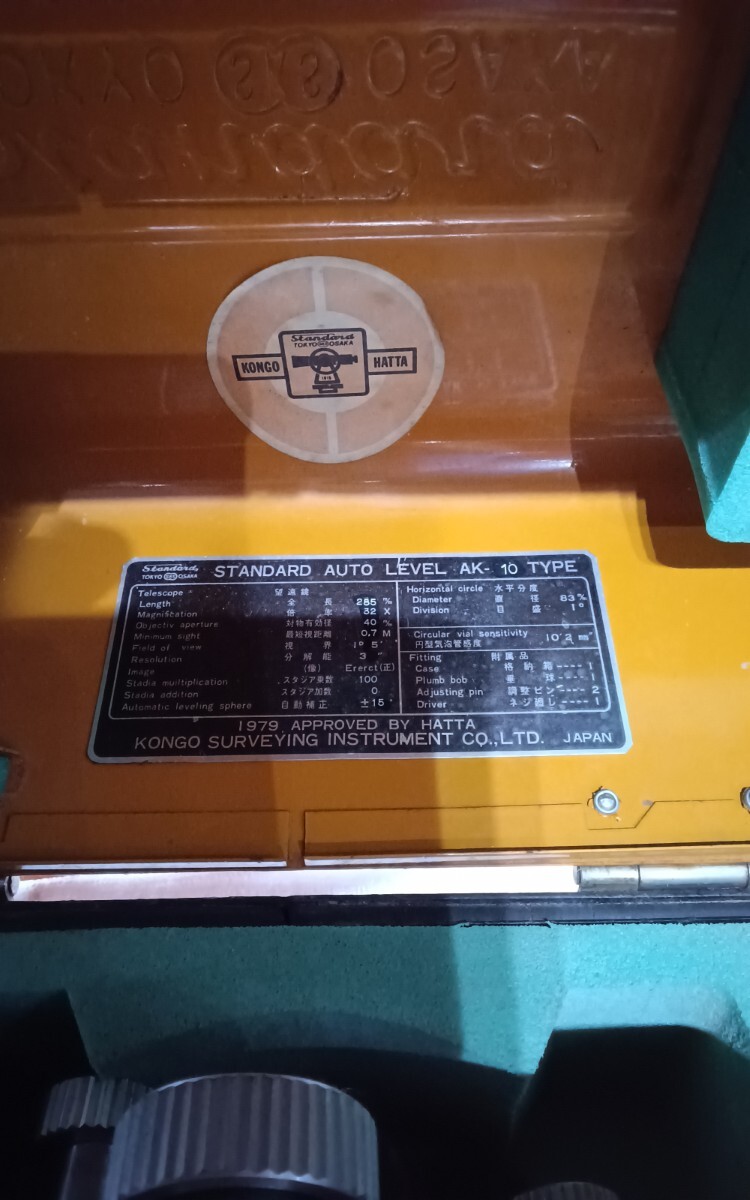 TOKYO S.S OSAKA
Standard
Standard
TOKYO OSAKA
KONGO
HATTA
Standard
TOKYO OSAKA
STANDARD AUTO LEVEL AK- 10 TYPE
Telescope 望遠鏡
Length 全長 285 %
Magnification 倍率 32 X
Objectiv aperture 対物有効径 40 %
Minimum sight 最短視距離 0.7 M
Field of view 視界 1° 5′
Resolution 分解能 3 ″
Image (像) Ererct(正)
Stadia multiplication スタジア乗数 100
Stadia addition スタジア加数 0
Automatic leveling sphere 自動補正 ±15′
Horizontal circle 水平分度
Diameter 直径 83%
Division 目盛 1°
Circular vial sensitivity
円型気泡管感度 10′2 mm
Fitting 附属品
Case 格納箱 ---- 1
Plumb bob 垂球 ---- 1
Adjusting pin 調整ピン ---- 2
Driver ネジ廻し ---- 1
1979 APPROVED BY HATTA
KONGO SURVEYING INSTRUMENT CO.,LTD. JAPAN